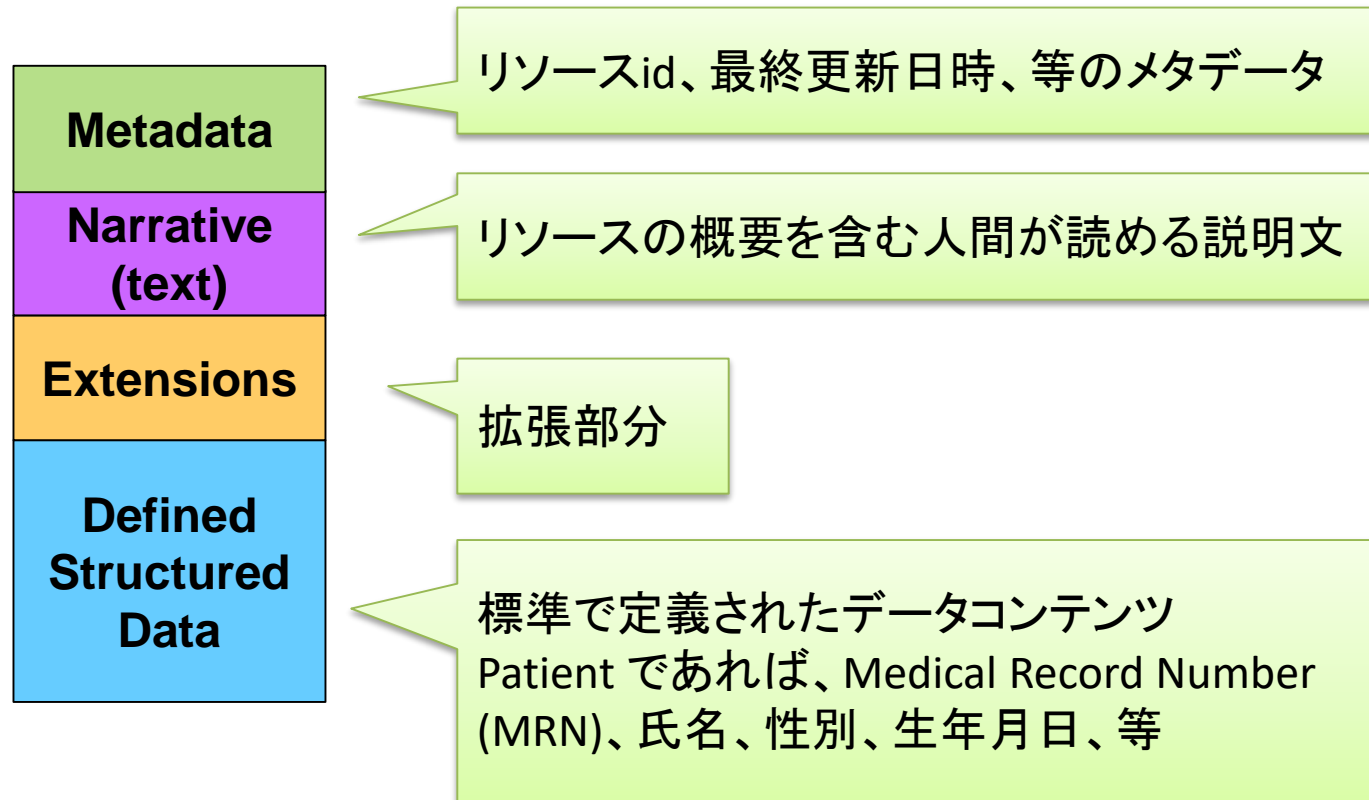 Metadata
リソースid、最終更新日時、等のメタデータ
Narrative
(text)
リソースの概要を含む人間が読める説明文
Extensions
拡張部分
Defined
Structured
Data
標準で定義されたデータコンテンツ
Patient であれば、Medical Record Number
(MRN)、氏名、性別、生年月日、等